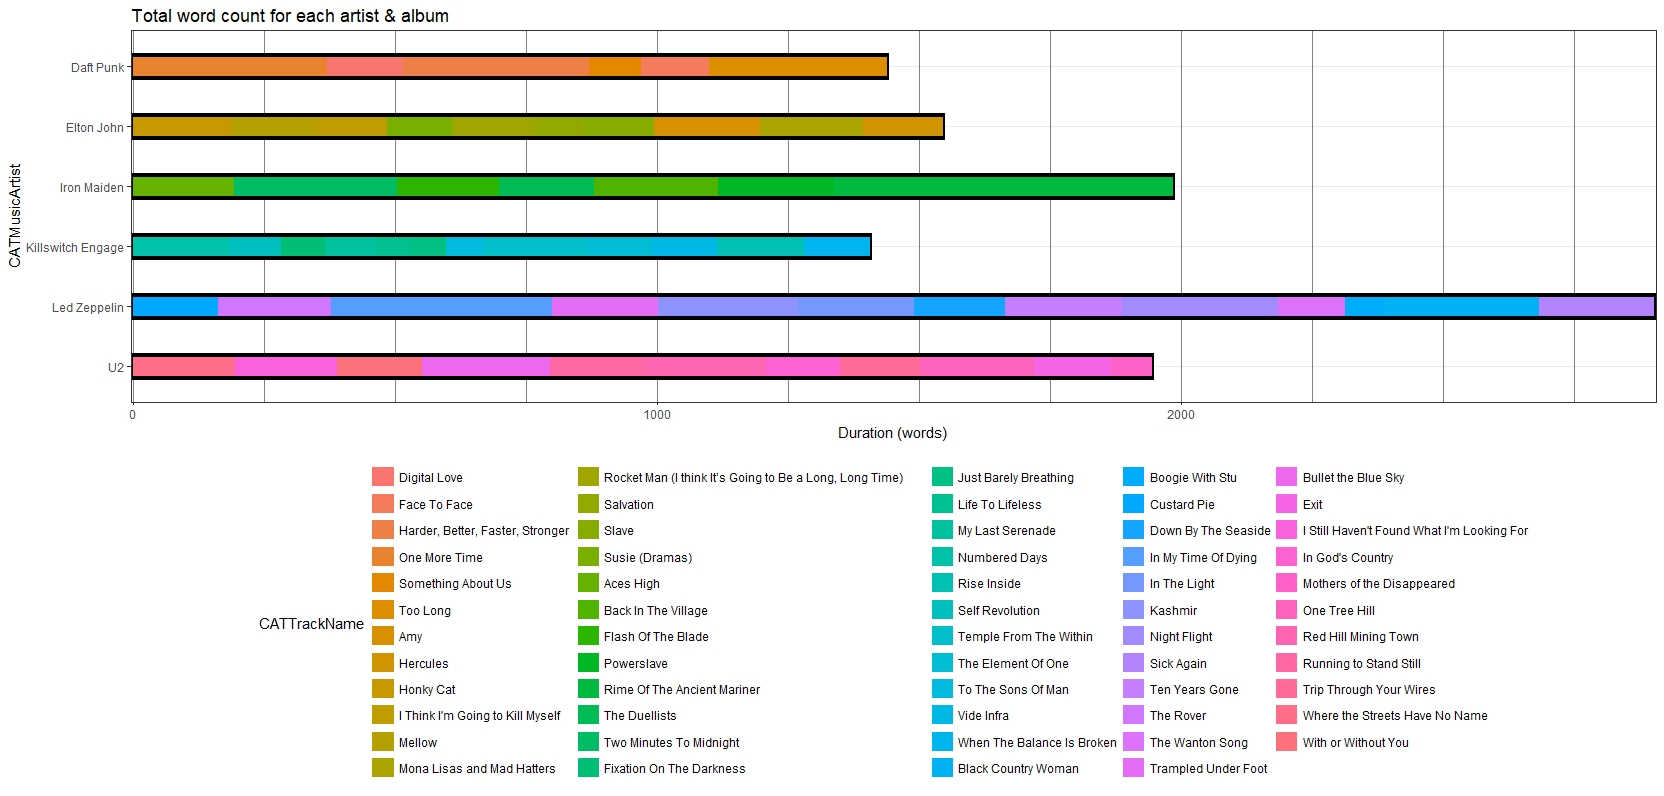 Total word count for each artist & album
CATMusicArtist
Daft Punk
Elton John
Iron Maiden
Killswitch Engage
Led Zeppelin
U2
0 1000 2000
Duration (words)
CATTrackName
Digital Love
Face To Face
Harder, Better, Faster, Stronger
One More Time
Something About Us
Too Long
Amy
Hercules
Honky Cat
I Think I'm Going to Kill Myself
Mellow
Mona Lisas and Mad Hatters
Rocket Man (I think It's Going to Be a Long, Long Time)
Salvation
Slave
Susie (Dramas)
Aces High
Back In The Village
Flash Of The Blade
Powerslave
Rime Of The Ancient Mariner
The Duellists
Two Minutes To Midnight
Fixation On The Darkness
Just Barely Breathing
Life To Lifeless
My Last Serenade
Numbered Days
Rise Inside
Self Revolution
Temple From The Within
The Element Of One
To The Sons Of Man
Vide Infra
When The Balance Is Broken
Black Country Woman
Boogie With Stu
Custard Pie
Down By The Seaside
In My Time Of Dying
In The Light
Kashmir
Night Flight
Sick Again
Ten Years Gone
The Rover
The Wanton Song
Trampled Under Foot
Bullet the Blue Sky
Exit
I Still Haven't Found What I'm Looking For
In God's Country
Mothers of the Disappeared
One Tree Hill
Red Hill Mining Town
Running to Stand Still
Trip Through Your Wires
Where the Streets Have No Name
With or Without You